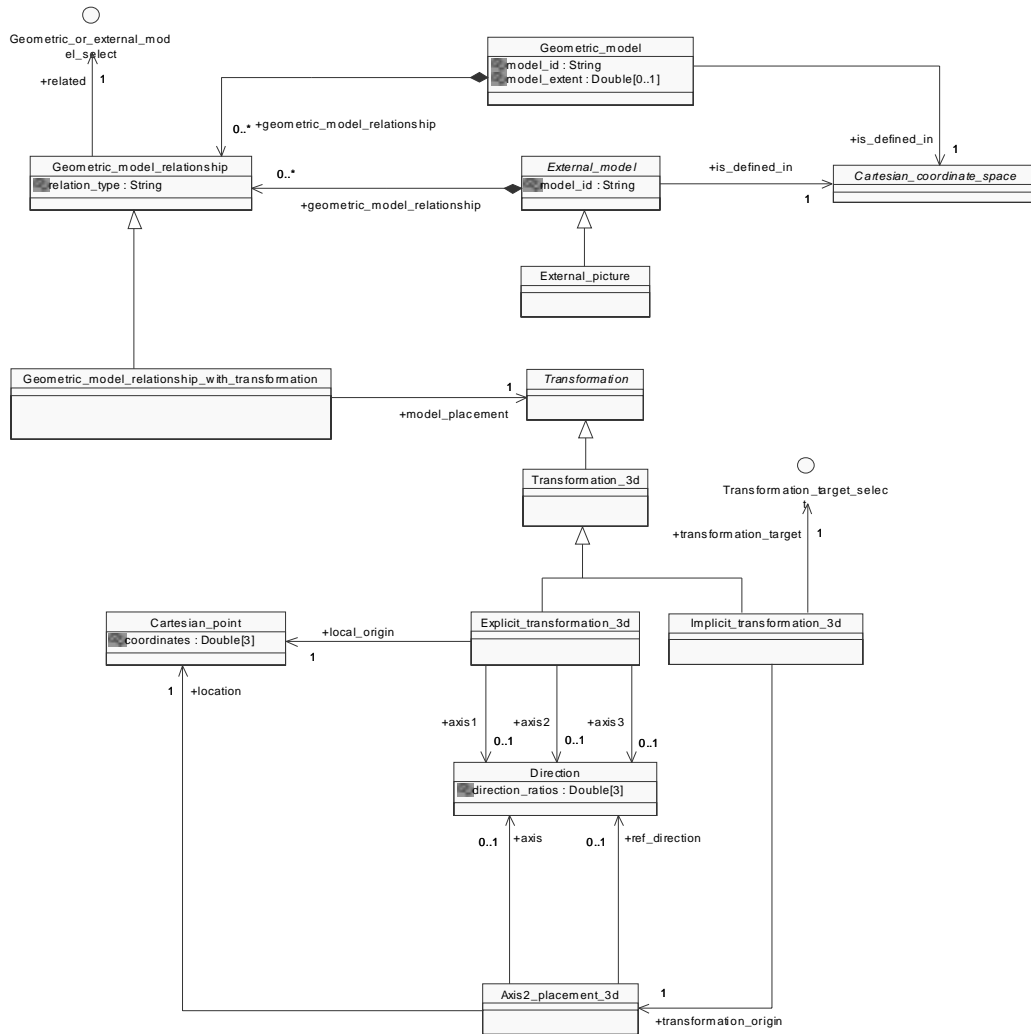 Geometric_or_external_mod
el_select
+related
1
Geometric_model
model_id : String
model_extent : Double[0..1]
0..*
+geometric_model_relationship
+is_defined_in
1
Geometric_model_relationship
relation_type : String
0..*
+geometric_model_relationship
External_model
model_id : String
+is_defined_in
1
Cartesian_coordinate_space
External_picture
Geometric_model_relationship_with_transformation
1
+model_placement
Transformation
Transformation_3d
Transformation_target_selec
t
+transformation_target
1
Cartesian_point
coordinates : Double[3]
+local_origin
1
Explicit_transformation_3d
Implicit_transformation_3d
1
+location
+axis1
0..1
+axis2
0..1
+axis3
0..1
Direction
direction_ratios : Double[3]
0..1
+axis
0..1
+ref_direction
Axis2_placement_3d
1
+transformation_origin